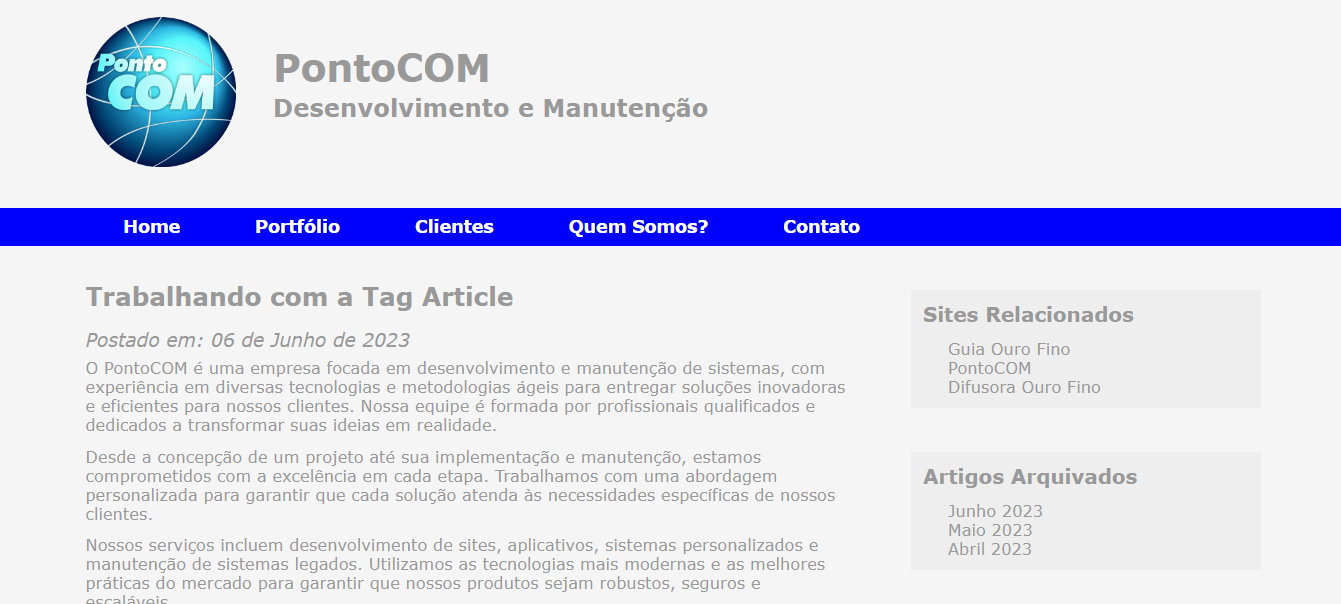 Ponto
COM
PontoCOM
Desenvolvimento e Manutenção
Home Portfólio Clientes Quem Somos? Contato
Trabalhando com a Tag Article
Postado em: 06 de Junho de 2023
O PontoCOM é uma empresa focada em desenvolvimento e manutenção de sistemas, com
experiência em diversas tecnologias e metodologias ágeis para entregar soluções inovadoras
e eficientes para nossos clientes. Nossa equipe é formada por profissionais qualificados e
dedicados a transformar suas ideias em realidade.
Desde a concepção de um projeto até sua implementação e manutenção, estamos
comprometidos com a excelência em cada etapa. Trabalhamos com uma abordagem
personalizada para garantir que cada solução atenda às necessidades específicas de nossos
clientes.
Nossos serviços incluem desenvolvimento de sites, aplicativos, sistemas personalizados e
manutenção de sistemas legados. Utilizamos as tecnologias mais modernas e as melhores
práticas do mercado para garantir que nossos produtos sejam robustos, seguros e
escaláveis.
Sites Relacionados
Guia Ouro Fino
PontoCOM
Difusora Ouro Fino
Artigos Arquivados
Junho 2023
Maio 2023
Abril 2023